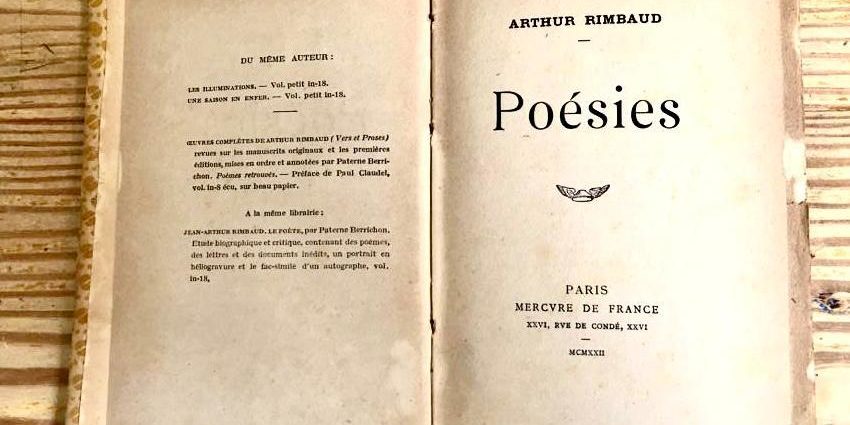 DU MÊME AUTEUR :
LES ILLUMINATIONS. — Vol. petit in-18.
UNE SAISON EN ENFER. — Vol. petit in-18.
ŒUVRES COMPLÈTES DE ARTHUR RIMBAUD (Vers et Proses)
revues sur les manuscrits originaux et les premières
éditions, mises en ordre et annotées par Paterne Berri-
chon. Poèmes retrouvés. — Préface de Paul Claudel,
vol. in-8 écu, sur beau papier.
A la même librairie :
JEAN-ARTHUR RIMBAUD. LE POÈTE, par Paterne Berrichon.
Etude biographique et critique, contenant des poèmes,
des lettres et des documents inédits, un portrait en
héliogravure et le fac-similé d'un autographe, vol.
in-18,
ARTHUR RIMBAUD
Poésies
PARIS
MERCVRE DE FRANCE
XXVI, RVE DE CONDÉ, XXVI
MCMXXII